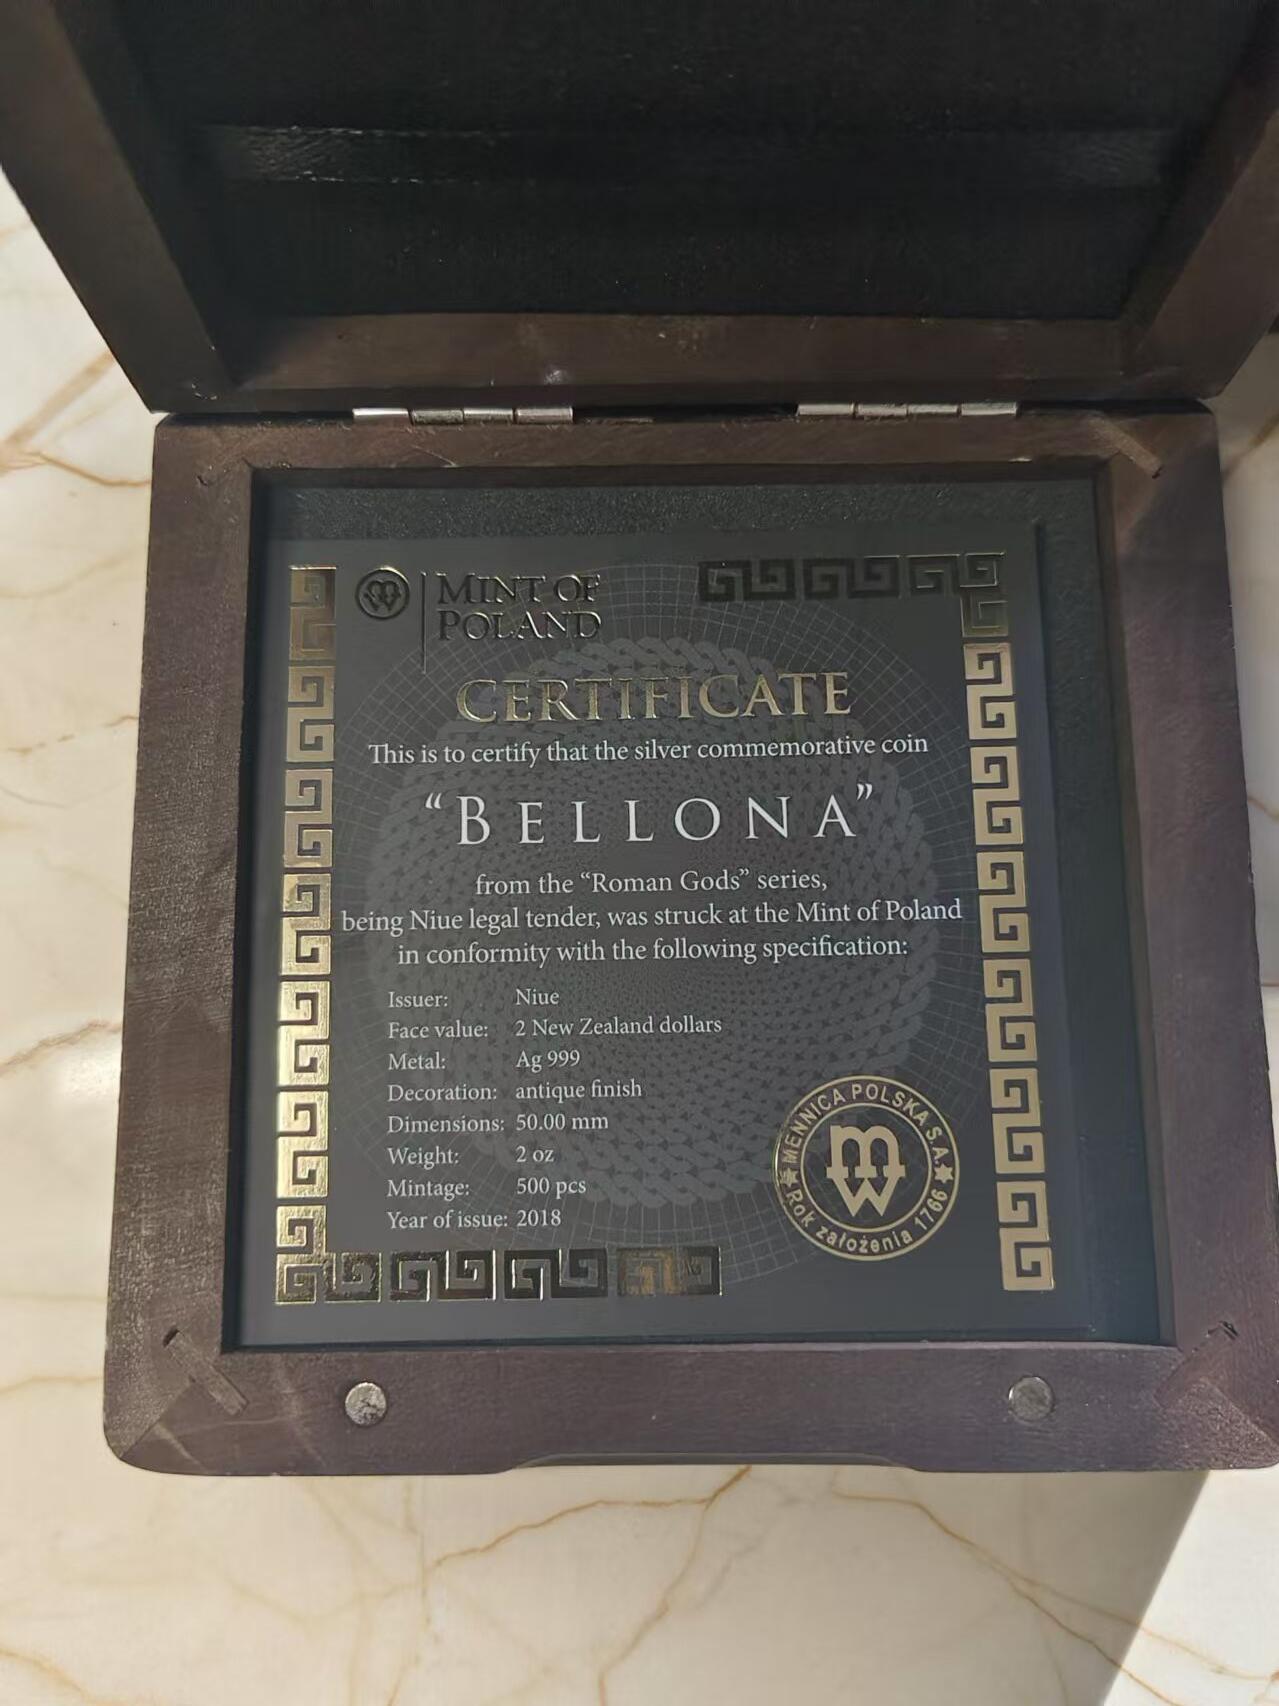 MINT OF
POLAND
CERTIFICATE
This is to certify that the silver commemorative coin
“BELLONA”
from the “Roman Gods” series,
being Niue legal tender, was struck at the Mint of Poland
in conformity with the following specification:
Issuer: Niue
Face value: 2 New Zealand dollars
Metal: Ag 999
Decoration: antique finish
Dimensions: 50.00 mm
Weight: 2 oz
Mintage: 500 pcs
Year of issue: 2018
MENNICA POLSKA S.A.
Rok założenia 1766